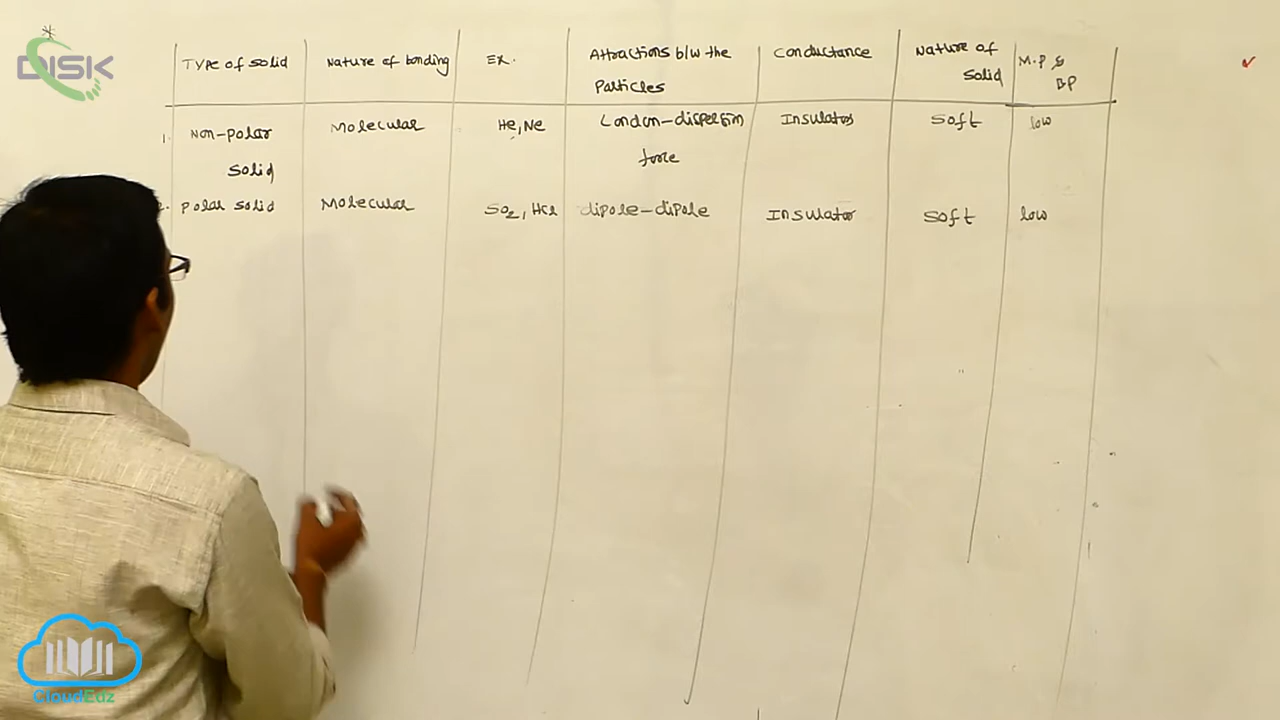 *
DISK
TYPE of solid
Nature of bonding
Ex.
Attractions b/w the
Particles
Conductance
Nature of
solid
M.P &
BP
1. Non-polar
solid
Molecular
He, Ne
London-dispersion
force
Insulator
Soft
low
2. Polar solid
Molecular
SO2, HCl
dipole-dipole
Insulator
Soft
low
CloudEdz